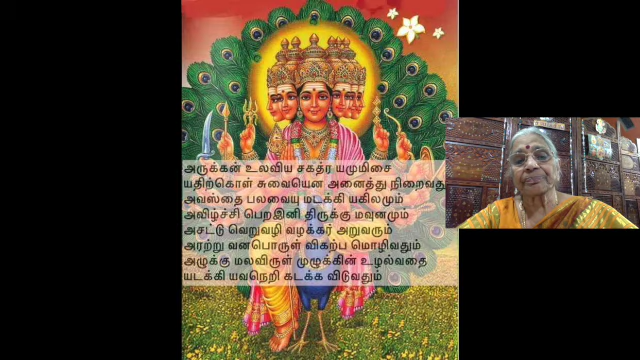 அருக்கன் உலவிய சகத்ர யமுமிசை
யதிற்கொள் சுவையென அனைத்து நிறைவது
அவஸ்தை பலவைய மடக்கி யகிலமும்
அவிழ்ச்சி பெறஇனி திருக்கு மவுனமும்
அசட்டு வெறுவழி வழக்கர் அறுவரும்
அரற்று வனபொருள் விகற்ப மொழிவதும்
அழுக்கு மலவிருள் முழுக்கின் உழல்வதை
யடக்கி யவநெறி கடக்க விடுவதும்